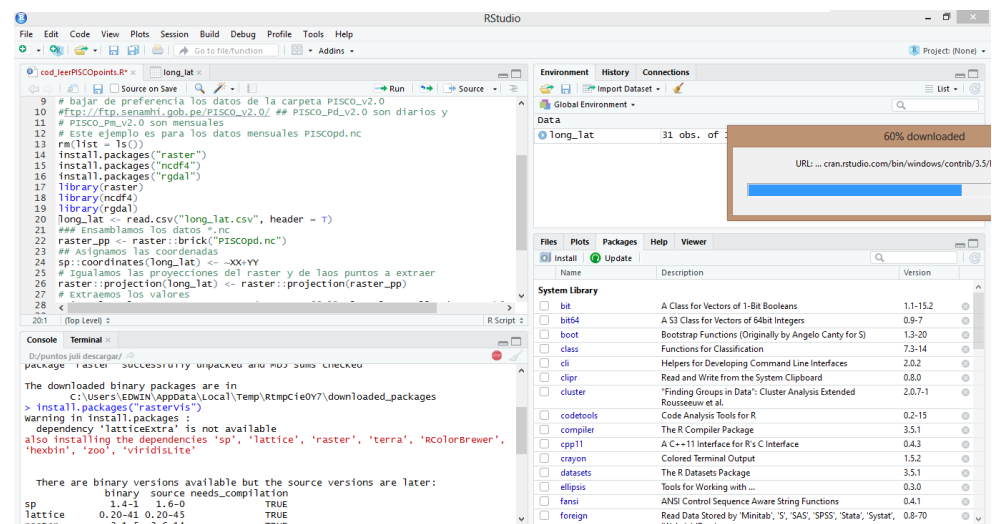 RStudio
File Edit Code View Plots Session Build Debug Profile Tools Help
Go to file/function Addins Project: (None)
cod_leerPISCOpoints.R* long_lat
Source on Save Run Source
9 # bajar de preferencia los datos de la carpeta PISCO_v2.0
10 #ftp://ftp.senamhi.gob.pe/PISCO_v2.0/ ## PISCO_Pd_v2.0 son diarios y
11 # PISCO_Pm_v2.0 son mensuales
12 # Este ejemplo es para los datos mensuales PISCOpd.nc
13 rm(list = ls())
14 install.packages("raster")
15 install.packages("ncdf4")
16 install.packages("rgdal")
17 library(raster)
18 library(ncdf4)
19 library(rgdal)
20 long_lat <- read.csv("long_lat.csv", header = T)
21 ### Ensamblamos los datos *.nc
22 raster_pp <- raster::brick("PISCOpd.nc")
23 ## Asignamos las coordenadas
24 sp::coordinates(long_lat) <- ~XX+YY
25 # Igualamos las proyecciones del raster y de laos puntos a extraer
26 raster::projection(long_lat) <- raster::projection(raster_pp)
27 # Extraemos los valores
28
20:1 (Top Level) R Script
Console Terminal
D:/puntos juli descargar/
package 'raster' successfully unpacked and MD5 sums checked
The downloaded binary packages are in
C:\Users\EDWIN\AppData\Local\Temp\RtmpCieOY7\downloaded_packages
> install.packages("rasterVis")
Warning in install.packages :
dependency 'latticeExtra' is not available
also installing the dependencies 'sp', 'lattice', 'raster', 'terra', 'RColorBrewer',
'hexbin', 'zoo', 'viridisLite'
There are binary versions available but the source versions are later:
binary source needs_compilation
sp 1.4-1 1.6-0 TRUE
lattice 0.20-41 0.20-45 TRUE
Environment History Connections
Import Dataset List
Global Environment
Data
long_lat 31 obs. of
60% downloaded
URL: ... cran.rstudio.com/bin/windows/contrib/3.5/
Files Plots Packages Help Viewer
Install Update
Name Description Version
System Library
bit A Class for Vectors of 1-Bit Booleans 1.1-15.2
bit64 A S3 Class for Vectors of 64bit Integers 0.9-7
boot Bootstrap Functions (Originally by Angelo Canty for S) 1.3-20
class Functions for Classification 7.3-14
cli Helpers for Developing Command Line Interfaces 2.0.2
clipr Read and Write from the System Clipboard 0.8.0
cluster "Finding Groups in Data": Cluster Analysis Extended 2.0.7-1
Rousseeuw et al.
codetools Code Analysis Tools for R 0.2-15
compiler The R Compiler Package 3.5.1
cpp11 A C++11 Interface for R's C Interface 0.4.3
crayon Colored Terminal Output 1.5.2
datasets The R Datasets Package 3.5.1
ellipsis Tools for Working with ... 0.3.0
fansi ANSI Control Sequence Aware String Functions 0.4.1
foreign Read Data Stored by 'Minitab', 'S', 'SAS', 'SPSS', 'Stata', 'Systat', 0.8-70